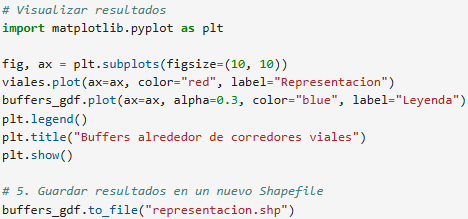 # Visualizar resultados
import matplotlib.pyplot as plt
fig, ax = plt.subplots(figsize=(10, 10))
viales.plot(ax=ax, color="red", label="Representacion")
buffers_gdf.plot(ax=ax, alpha=0.3, color="blue", label="Leyenda")
plt.legend()
plt.title("Buffers alrededor de corredores viales")
plt.show()
# 5. Guardar resultados en un nuevo Shapefile
buffers_gdf.to_file("representacion.shp")